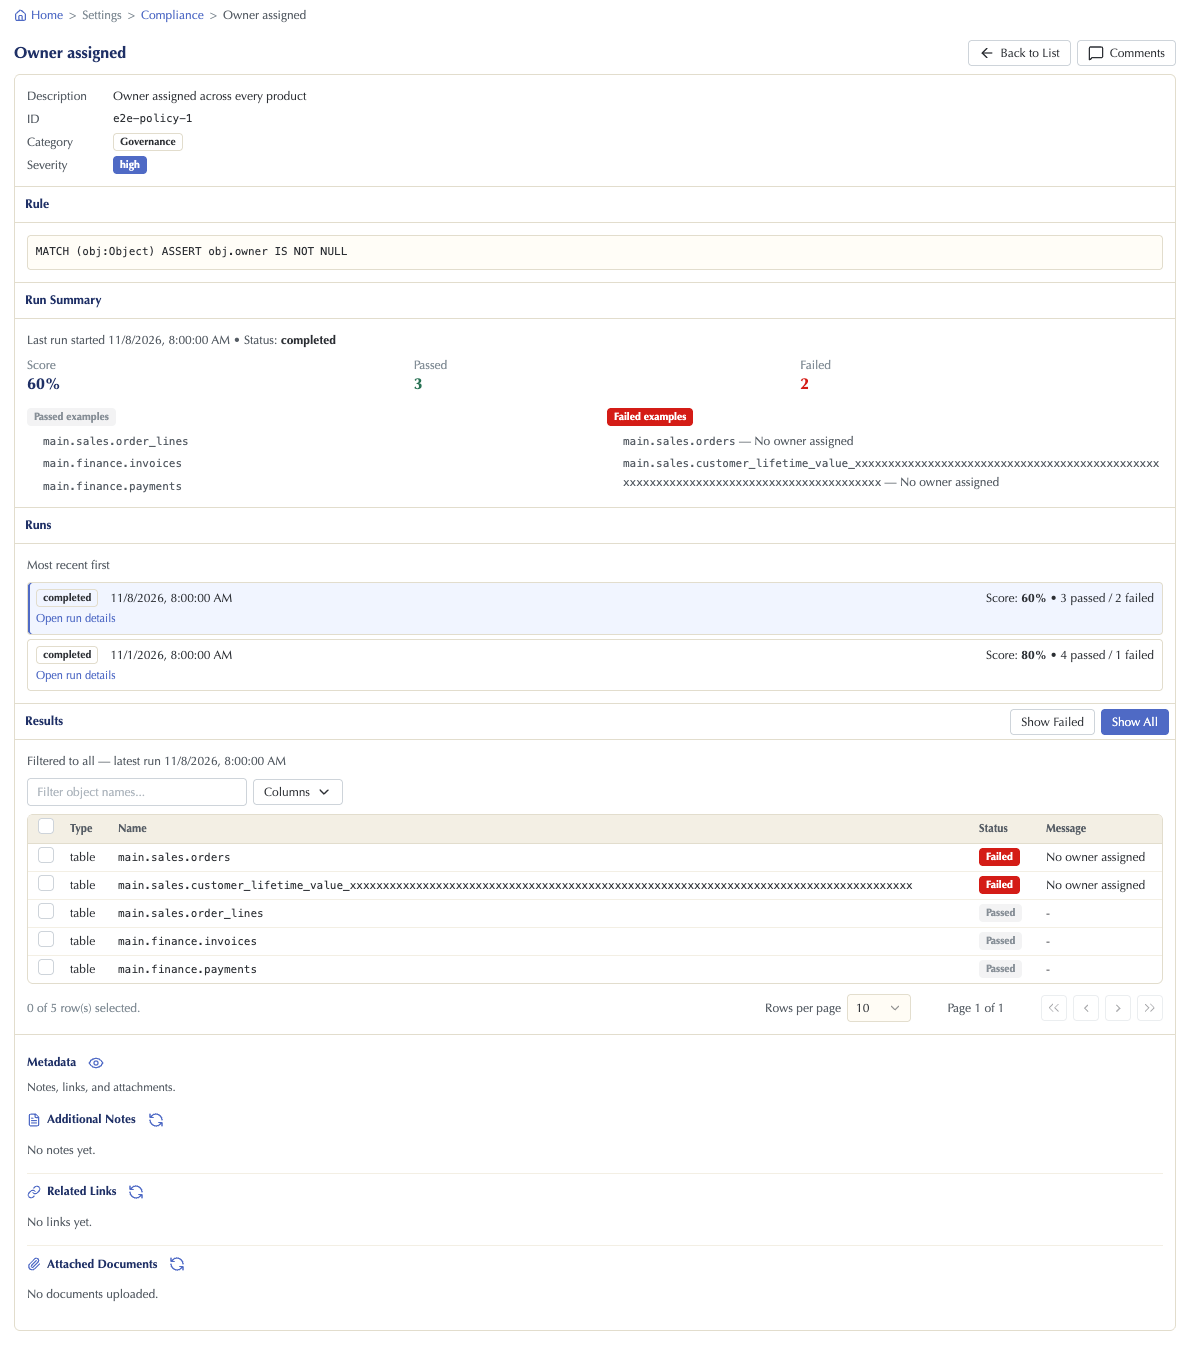 Home > Settings > Compliance > Owner assigned
Owner assigned
Back to List
Comments
Description Owner assigned across every product
ID e2e-policy-1
Category Governance
Severity high
Rule
MATCH (obj:Object) ASSERT obj.owner IS NOT NULL
Run Summary
Last run started 11/8/2026, 8:00:00 AM • Status: completed
Score Passed Failed
60% 3 2
Passed examples
main.sales.order_lines
main.finance.invoices
main.finance.payments
Failed examples
main.sales.orders — No owner assigned
main.sales.customer_lifetime_value_xxxxxxxxxxxxxxxxxxxxxxxxxxxxxxxxxxxxxxxxxxxxxx
xxxxxxxxxxxxxxxxxxxxxxxxxxxxxxxxxxxxxxx — No owner assigned
Runs
Most recent first
completed 11/8/2026, 8:00:00 AM Score: 60% • 3 passed / 2 failed
Open run details
completed 11/1/2026, 8:00:00 AM Score: 80% • 4 passed / 1 failed
Open run details
Results Show Failed Show All
Filtered to all — latest run 11/8/2026, 8:00:00 AM
Filter object names... Columns
Type Name Status Message
table main.sales.orders Failed No owner assigned
table main.sales.customer_lifetime_value_xxxxxxxxxxxxxxxxxxxxxxxxxxxxxxxxxxxxxxxxxxxxxxxxxxxxxxxxxxxxxxxxxxxxxxxxxxxxxxxxxxxxx Failed No owner assigned
table main.sales.order_lines Passed -
table main.finance.invoices Passed -
table main.finance.payments Passed -
0 of 5 row(s) selected. Rows per page 10 Page 1 of 1
Metadata
Notes, links, and attachments.
Additional Notes
No notes yet.
Related Links
No links yet.
Attached Documents
No documents uploaded.